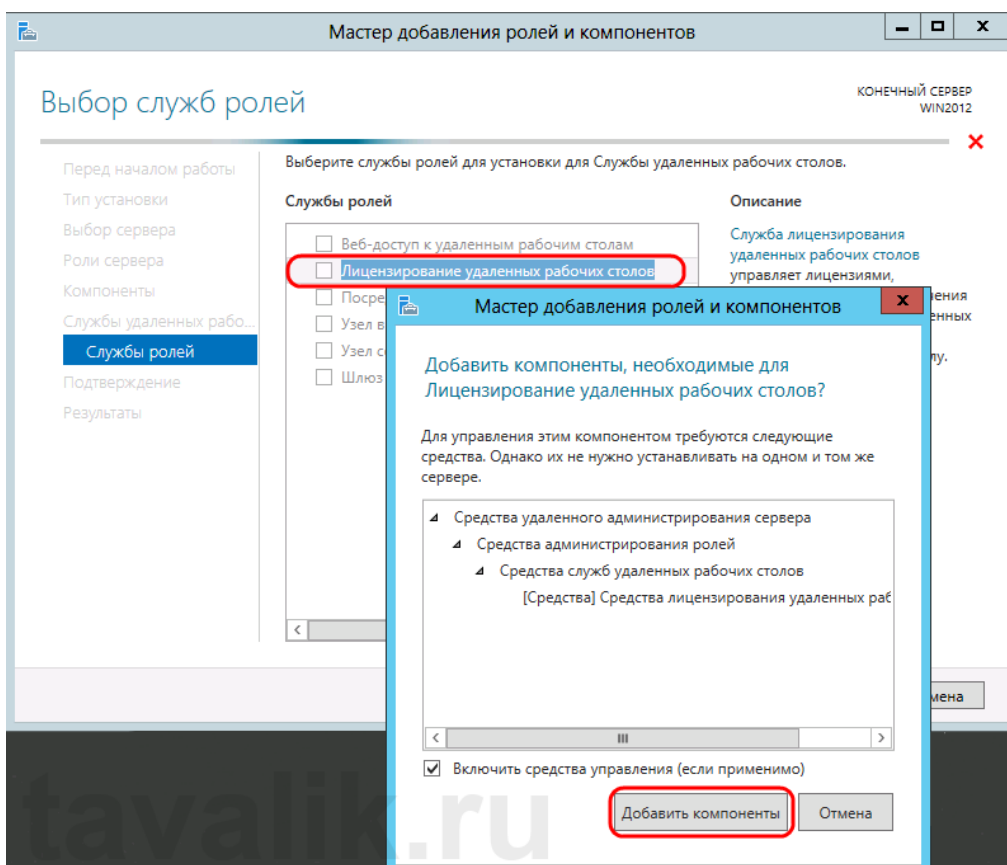 Мастер добавления ролей и компонентов
Выбор служб ролей
КОНЕЧНЫЙ СЕРВЕР
WIN2012
Перед началом работы
Тип установки
Выбор сервера
Роли сервера
Компоненты
Службы удаленных рабо...
Службы ролей
Подтверждение
Результаты
Выберите службы ролей для установки для Службы удаленных рабочих столов.
Службы ролей
Веб-доступ к удаленным рабочим столам
Лицензирование удаленных рабочих столов
Узел
Узел
Шлюз
Описание
Служба лицензирования
удаленных рабочих столов
управляет лицензиями,
Мастер добавления ролей и компонентов
Добавить компоненты, необходимые для
Лицензирование удаленных рабочих столов?
Для управления этим компонентом требуются следующие
средства. Однако их не нужно устанавливать на одном и том же
сервере.
Средства удаленного администрирования сервера
Средства администрирования ролей
Средства служб удаленных рабочих столов
[Средства] Средства лицензирования удаленных раб
Включить средства управления (если применимо)
Добавить компоненты
Отмена
tavalik.ru